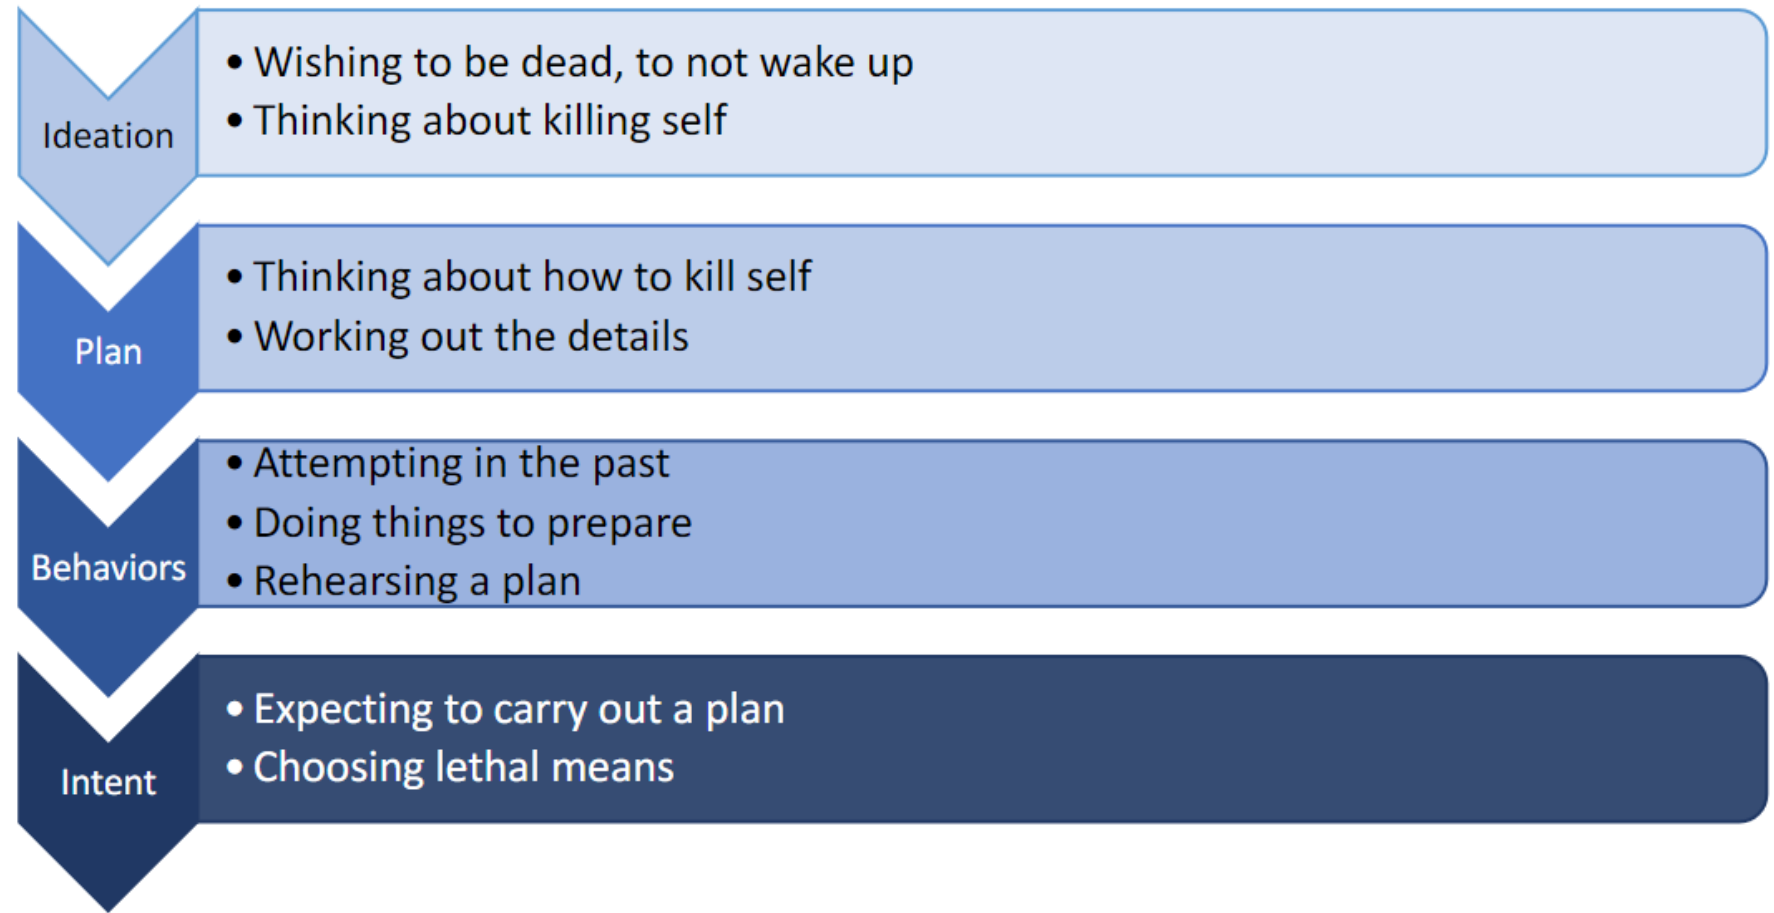 Ideation
• Wishing to be dead, to not wake up
• Thinking about killing self
Plan
• Thinking about how to kill self
• Working out the details
Behaviors
• Attempting in the past
• Doing things to prepare
• Rehearsing a plan
Intent
• Expecting to carry out a plan
• Choosing lethal means